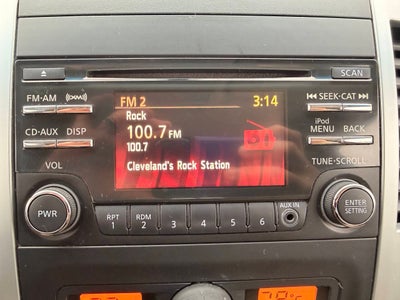 SCAN
FM·AM
(((XM)))
FM 2 3:14
Rock
100.7 FM
100.7
Cleveland's Rock Station
SEEK·CAT
CD·AUX DISP
iPod
MENU BACK
VOL
TUNE·SCROLL
PWR
RPT
1
RDM
2
3 4 5 6
AUX IN
ENTER
SETTING